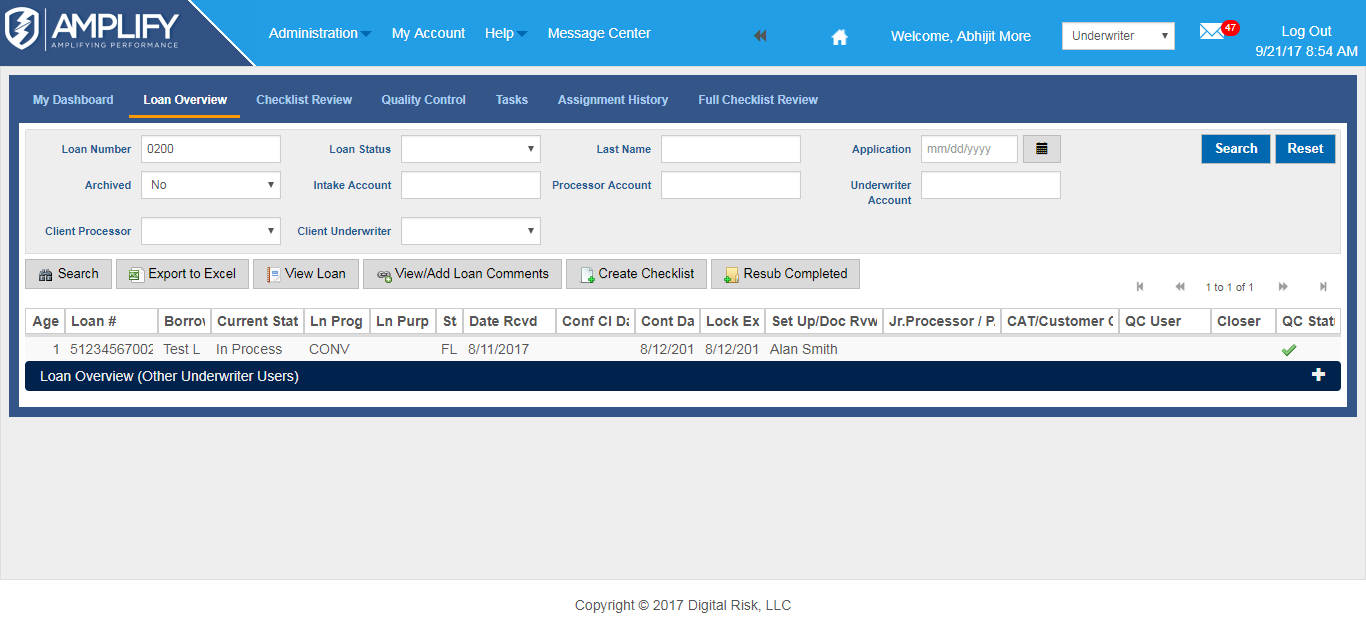 AMPLIFY
AMPLIFYING PERFORMANCE
Administration My Account Help Message Center
Welcome, Abhijit More
Underwriter
47
Log Out
9/21/17 8:54 AM
My Dashboard Loan Overview Checklist Review Quality Control Tasks Assignment History Full Checklist Review
Loan Number 0200 Loan Status Last Name Application mm/dd/yyyy Search Reset
Archived No Intake Account Processor Account Underwriter Account
Client Processor Client Underwriter
Search Export to Excel View Loan View/Add Loan Comments Create Checklist Resub Completed
1 to 1 of 1
Age Loan # Borrov Current Stat Ln Prog Ln Purp St Date Rcvd Conf Cl Da Cont Da Lock Ex Set Up/Doc Rvw Jr.Processor / P. CAT/Customer C QC User Closer QC Stat
1 51234567002 Test L In Process CONV FL 8/11/2017 8/12/201 8/12/201 Alan Smith
Loan Overview (Other Underwriter Users)
Copyright © 2017 Digital Risk, LLC